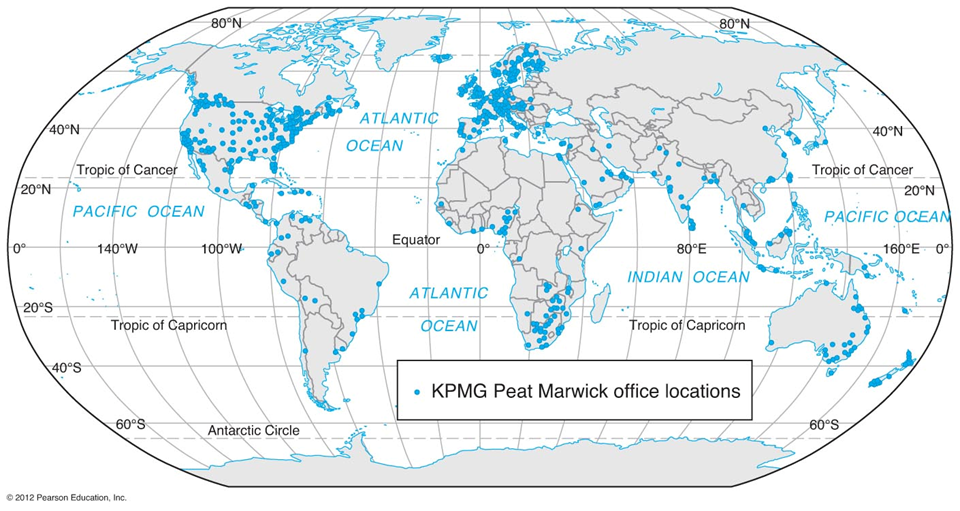 80°N
80°N
ATLANTIC
OCEAN
40°N
40°N
Tropic of Cancer
Tropic of Cancer
20°N
20°N
PACIFIC OCEAN
PACIFIC OCEAN
Equator
0°
140°W
100°W
0°
80°E
160°E
0°
INDIAN OCEAN
ATLANTIC
OCEAN
20°S
20°S
Tropic of Capricorn
Tropic of Capricorn
40°S
40°S
KPMG Peat Marwick office locations
60°S
60°S
Antarctic Circle
© 2012 Pearson Education, Inc.